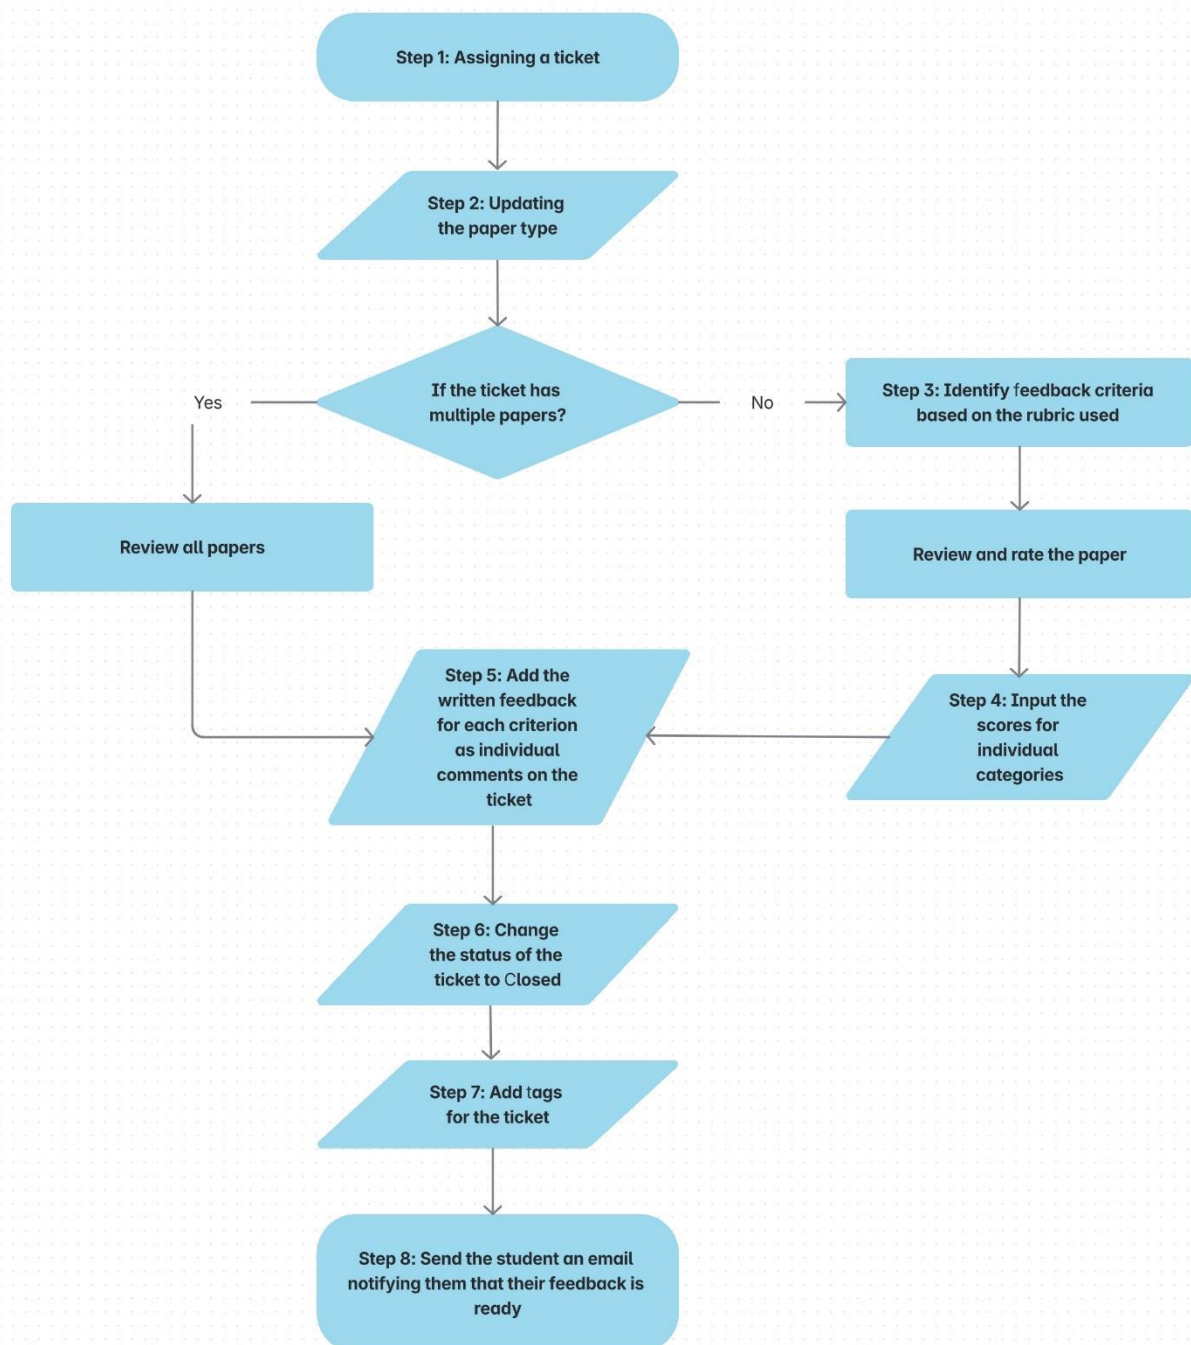 Step 1: Assigning a ticket
Step 2: Updating
the paper type
If the ticket has
multiple papers?
Yes
No
Step 3: Identify feedback criteria
based on the rubric used
Review all papers
Review and rate the paper
Step 5: Add the
written feedback
for each criterion
as individual
comments on the
ticket
Step 4: Input the
scores for
individual
categories
Step 6: Change
the status of the
ticket to Closed
Step 7: Add tags
for the ticket
Step 8: Send the student an email
notifying them that their feedback is
ready